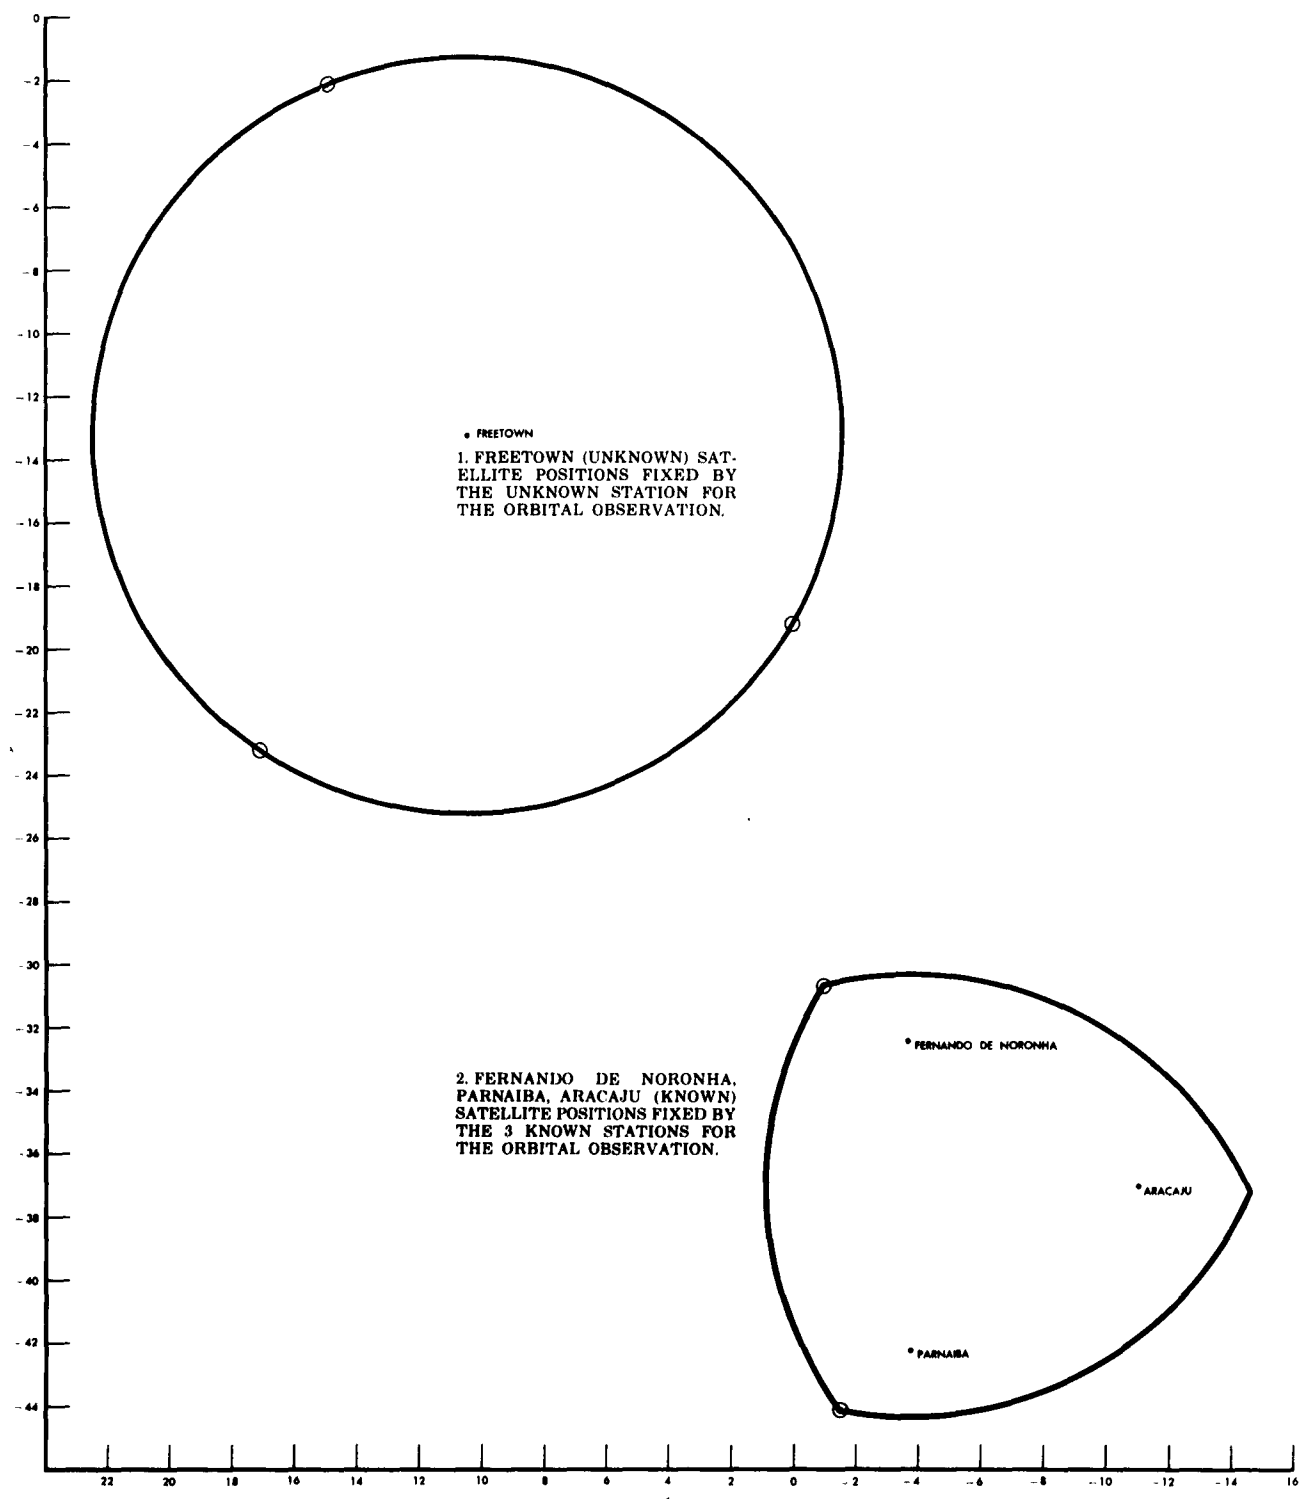 0
- 2
- 4
- 6
- 8
- 10
- 12
- 14
- 16
- 18
- 20
- 22
- 24
- 26
- 28
- 30
- 32
- 34
- 36
- 38
- 40
- 42
- 44
FREETOWN
1. FREETOWN (UNKNOWN) SAT-
ELLITE POSITIONS FIXED BY
THE UNKNOWN STATION FOR
THE ORBITAL OBSERVATION.
FERNANDO DE NORONHA
2. FERNANDO DE NORONHA,
PARNAIBA, ARACAJU (KNOWN)
SATELLITE POSITIONS FIXED BY
THE 3 KNOWN STATIONS FOR
THE ORBITAL OBSERVATION.
ARACAJU
PARNAIBA
22 20 18 16 14 12 10 8 6 4 2 0 - 2 - 4 - 6 - 8 - 10 - 12 - 14 16